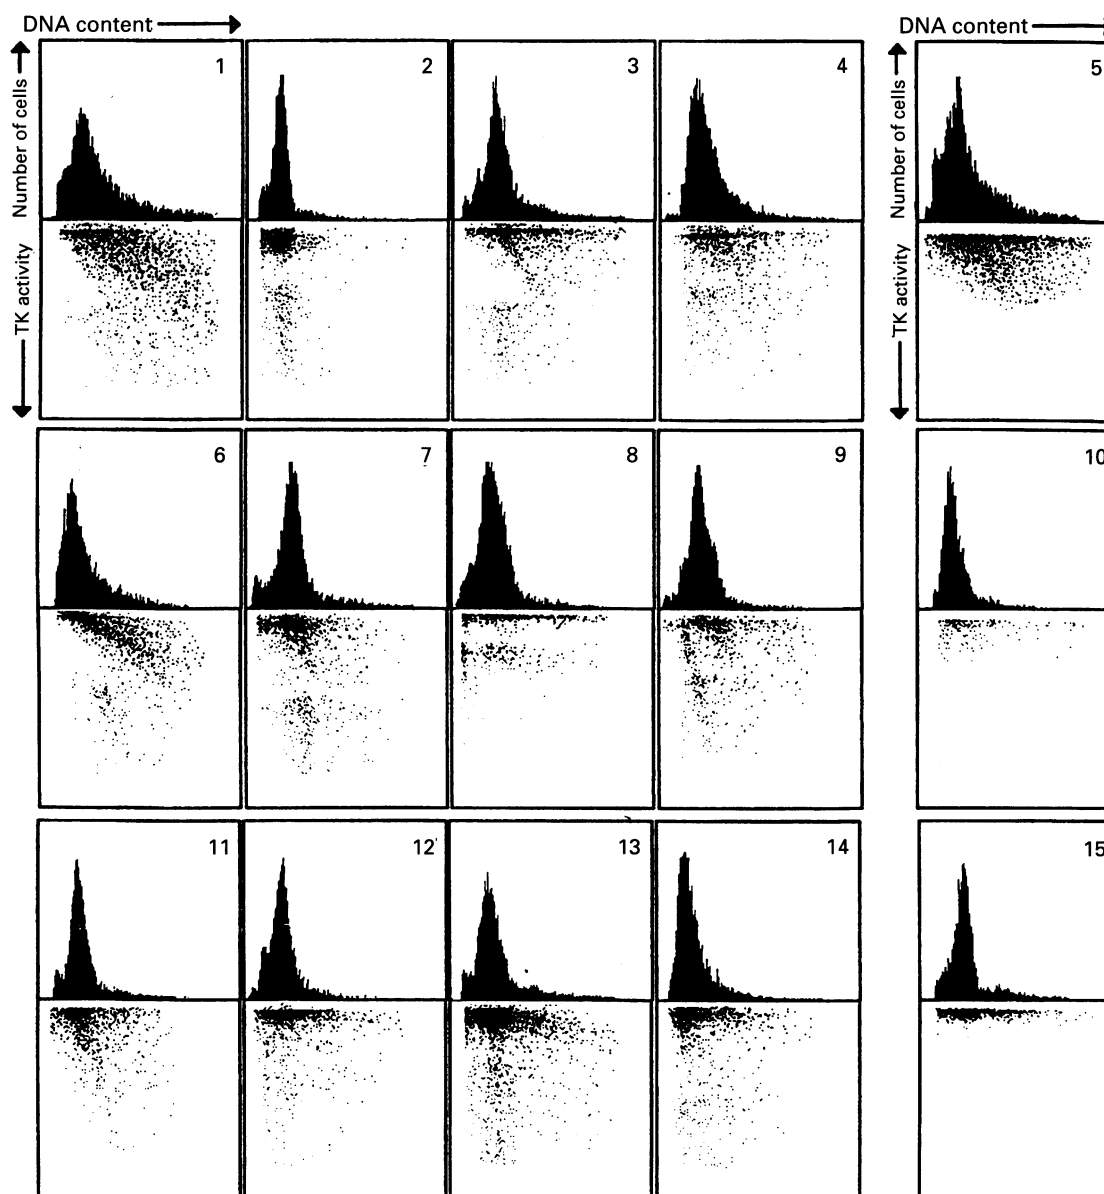 DNA content
DNA content
Number of cells
TK activity
Number of cells
TK activity
1
2
3
4
5
6
7
8
9
10
11
12
13
14
15